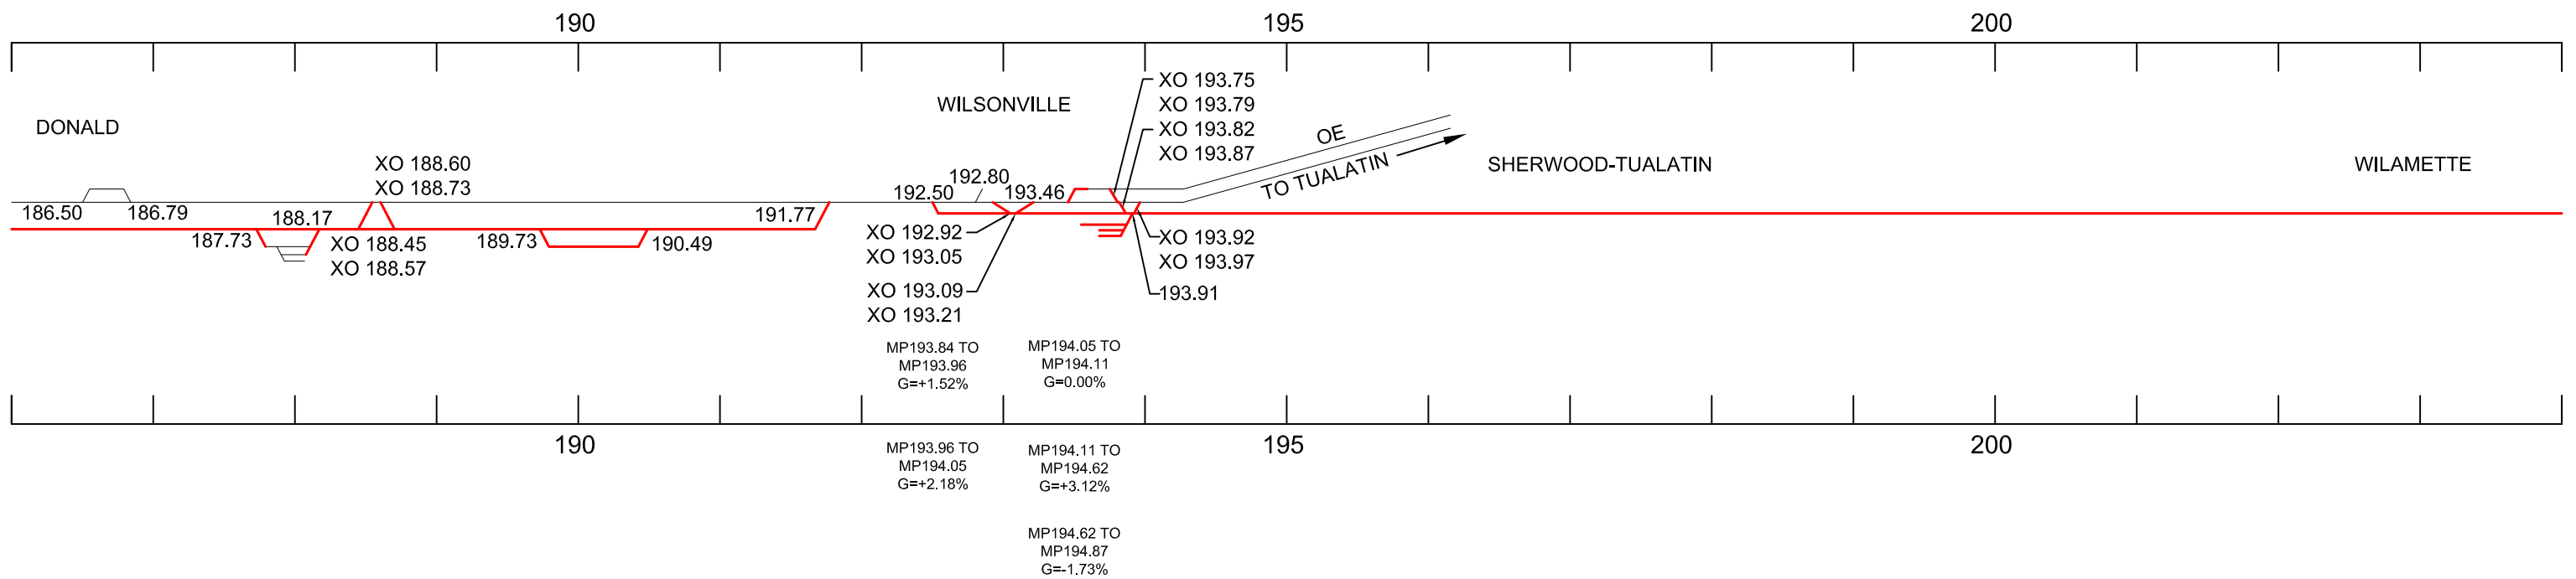 190
195
200
DONALD
WILSONVILLE
XO 193.75
XO 193.79
XO 193.82
XO 193.87
OE
TO TUALATIN
SHERWOOD-TUALATIN
WILAMETTE
XO 188.60
XO 188.73
186.50
186.79
188.17
187.73
XO 188.45
XO 188.57
189.73
190.49
191.77
192.50
192.80
193.46
XO 192.92
XO 193.05
XO 193.09
XO 193.21
XO 193.92
XO 193.97
193.91
MP193.84 TO
MP193.96
G=+1.52%
MP194.05 TO
MP194.11
G=0.00%
190
195
200
MP193.96 TO
MP194.05
G=+2.18%
MP194.11 TO
MP194.62
G=+3.12%
MP194.62 TO
MP194.87
G=-1.73%